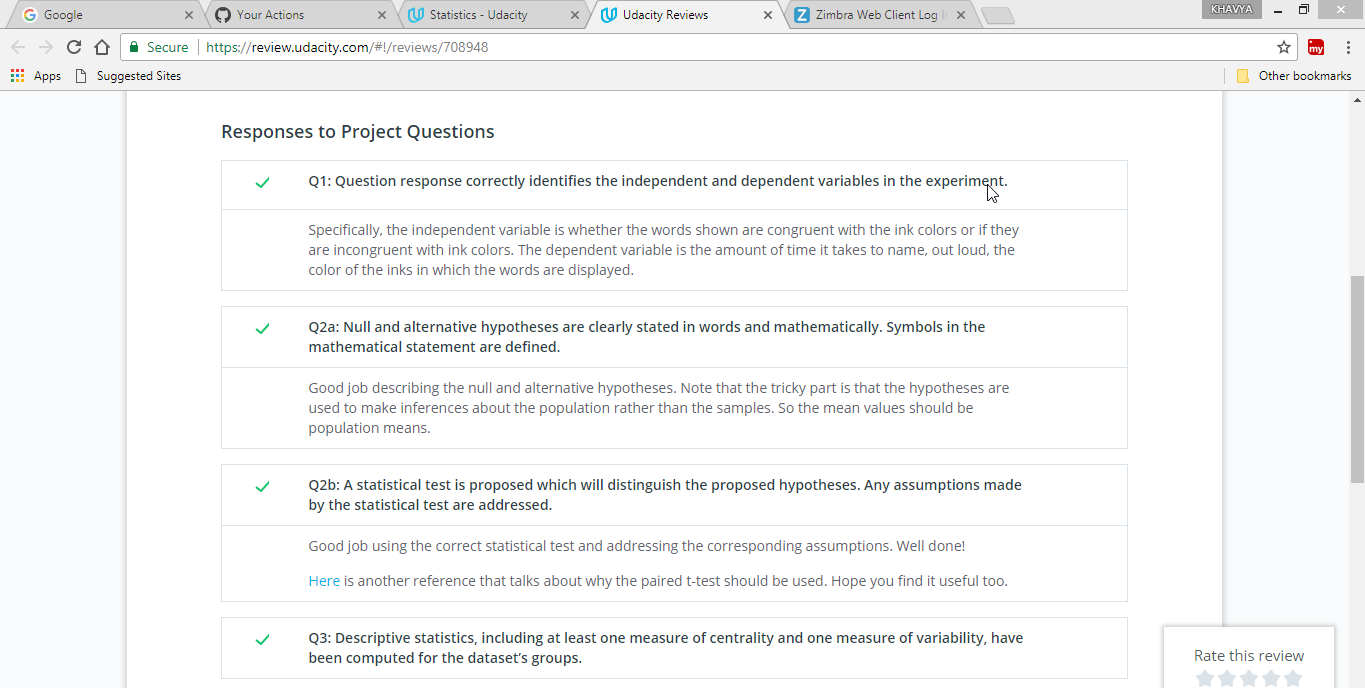 Google
Your Actions
Statistics - Udacity
Udacity Reviews
Zimbra Web Client Log
KHAVYA
Secure
https://review.udacity.com/#!/reviews/708948
my
Apps
Suggested Sites
Other bookmarks
Responses to Project Questions
Q1: Question response correctly identifies the independent and dependent variables in the experiment.
Specifically, the independent variable is whether the words shown are congruent with the ink colors or if they
are incongruent with ink colors. The dependent variable is the amount of time it takes to name, out loud, the
color of the inks in which the words are displayed.
Q2a: Null and alternative hypotheses are clearly stated in words and mathematically. Symbols in the
mathematical statement are defined.
Good job describing the null and alternative hypotheses. Note that the tricky part is that the hypotheses are
used to make inferences about the population rather than the samples. So the mean values should be
population means.
Q2b: A statistical test is proposed which will distinguish the proposed hypotheses. Any assumptions made
by the statistical test are addressed.
Good job using the correct statistical test and addressing the corresponding assumptions. Well done!
Here is another reference that talks about why the paired t-test should be used. Hope you find it useful too.
Q3: Descriptive statistics, including at least one measure of centrality and one measure of variability, have
been computed for the dataset's groups.
Rate this review